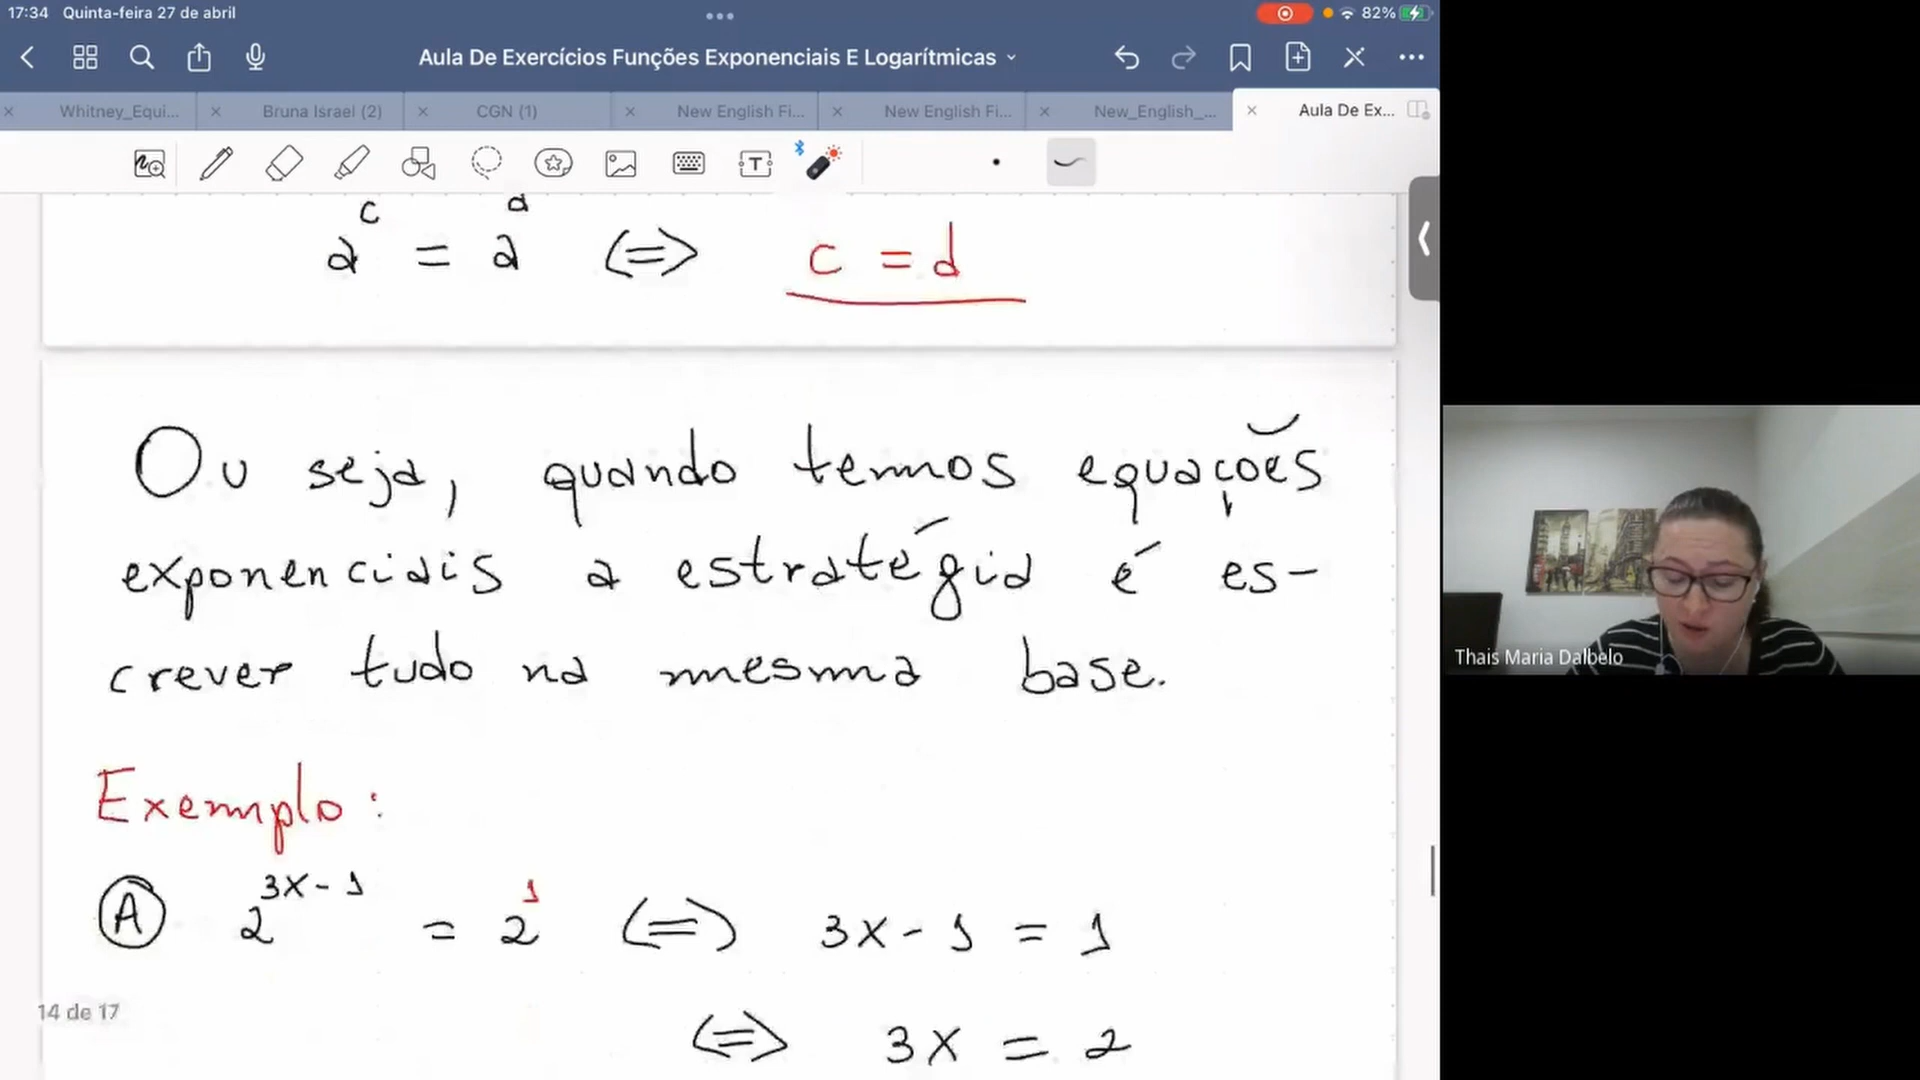 17:34 Quinta-feira 27 de abril
82%
Aula De Exercícios Funções Exponenciais E Logarítmicas
Whitney_Equi...
Bruna Israel (2)
CGN (1)
New English Fi...
New English Fi...
New_English_...
Aula De Ex...
a^c = a^d <=> c = d
Ou seja, quando temos equações
exponenciais a estratégia é es-
crever tudo na mesma base.
Exemplo:
A 2^(3x-1) = 2^1 <=> 3x - 1 = 1
14 de 17
<=> 3x = 2
Thais Maria Dalbelo